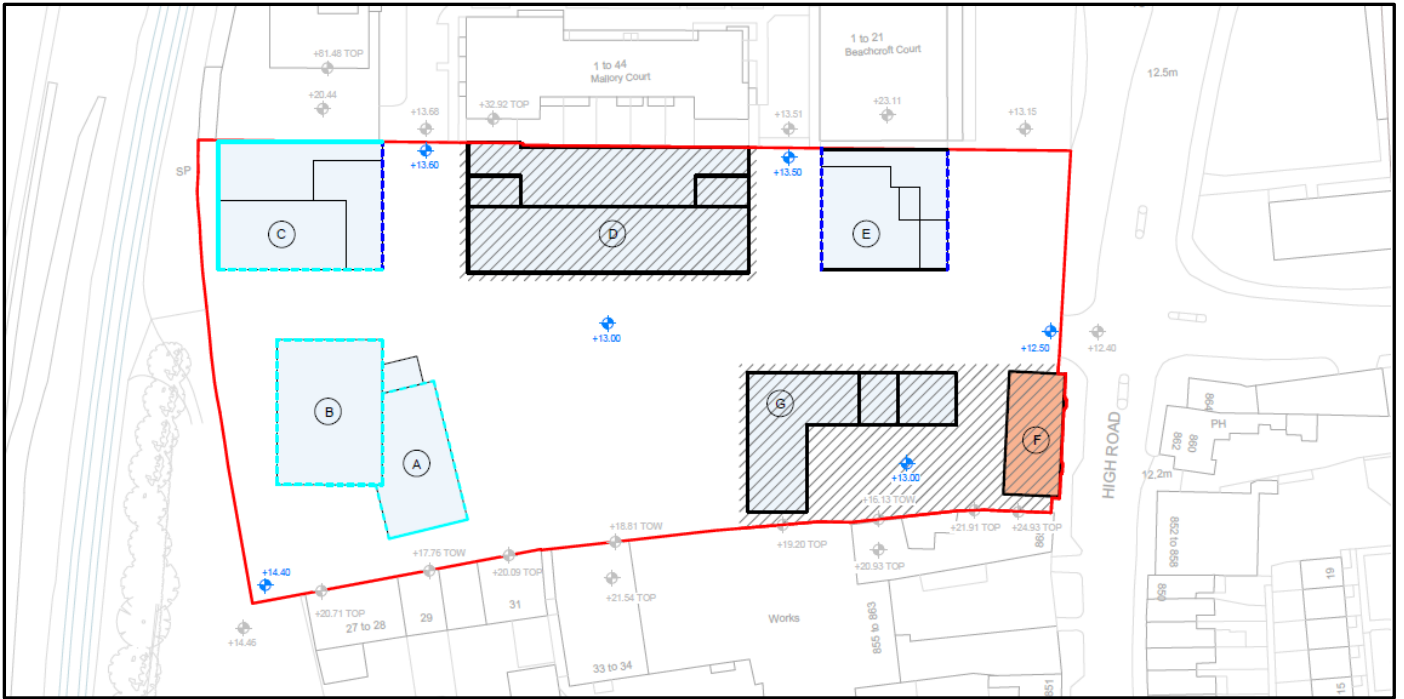 1 to 21
Beachcroft Court
+81.48 TOP
1 to 44
Mallory Court
12.5m
+20.44
+32.92 TOP
+23.11
+13.68
+13.51
+13.15
+13.60
+13.50
SP
C
D
E
+13.00
+12.50
+12.40
B
G
F
A
HIGH ROAD
864
PH
862
860
12.2m
+13.00
+16.13 TOW
+21.91 TOP
+24.93 TOP
+18.81 TOW
+19.20 TOP
852 to 858
+17.76 TOW
+20.09 TOP
+20.93 TOP
+14.40
+21.54 TOP
850
19
+20.71 TOP
27 to 28
29
31
Works
855 to 863
+14.46
33 to 34
851
15